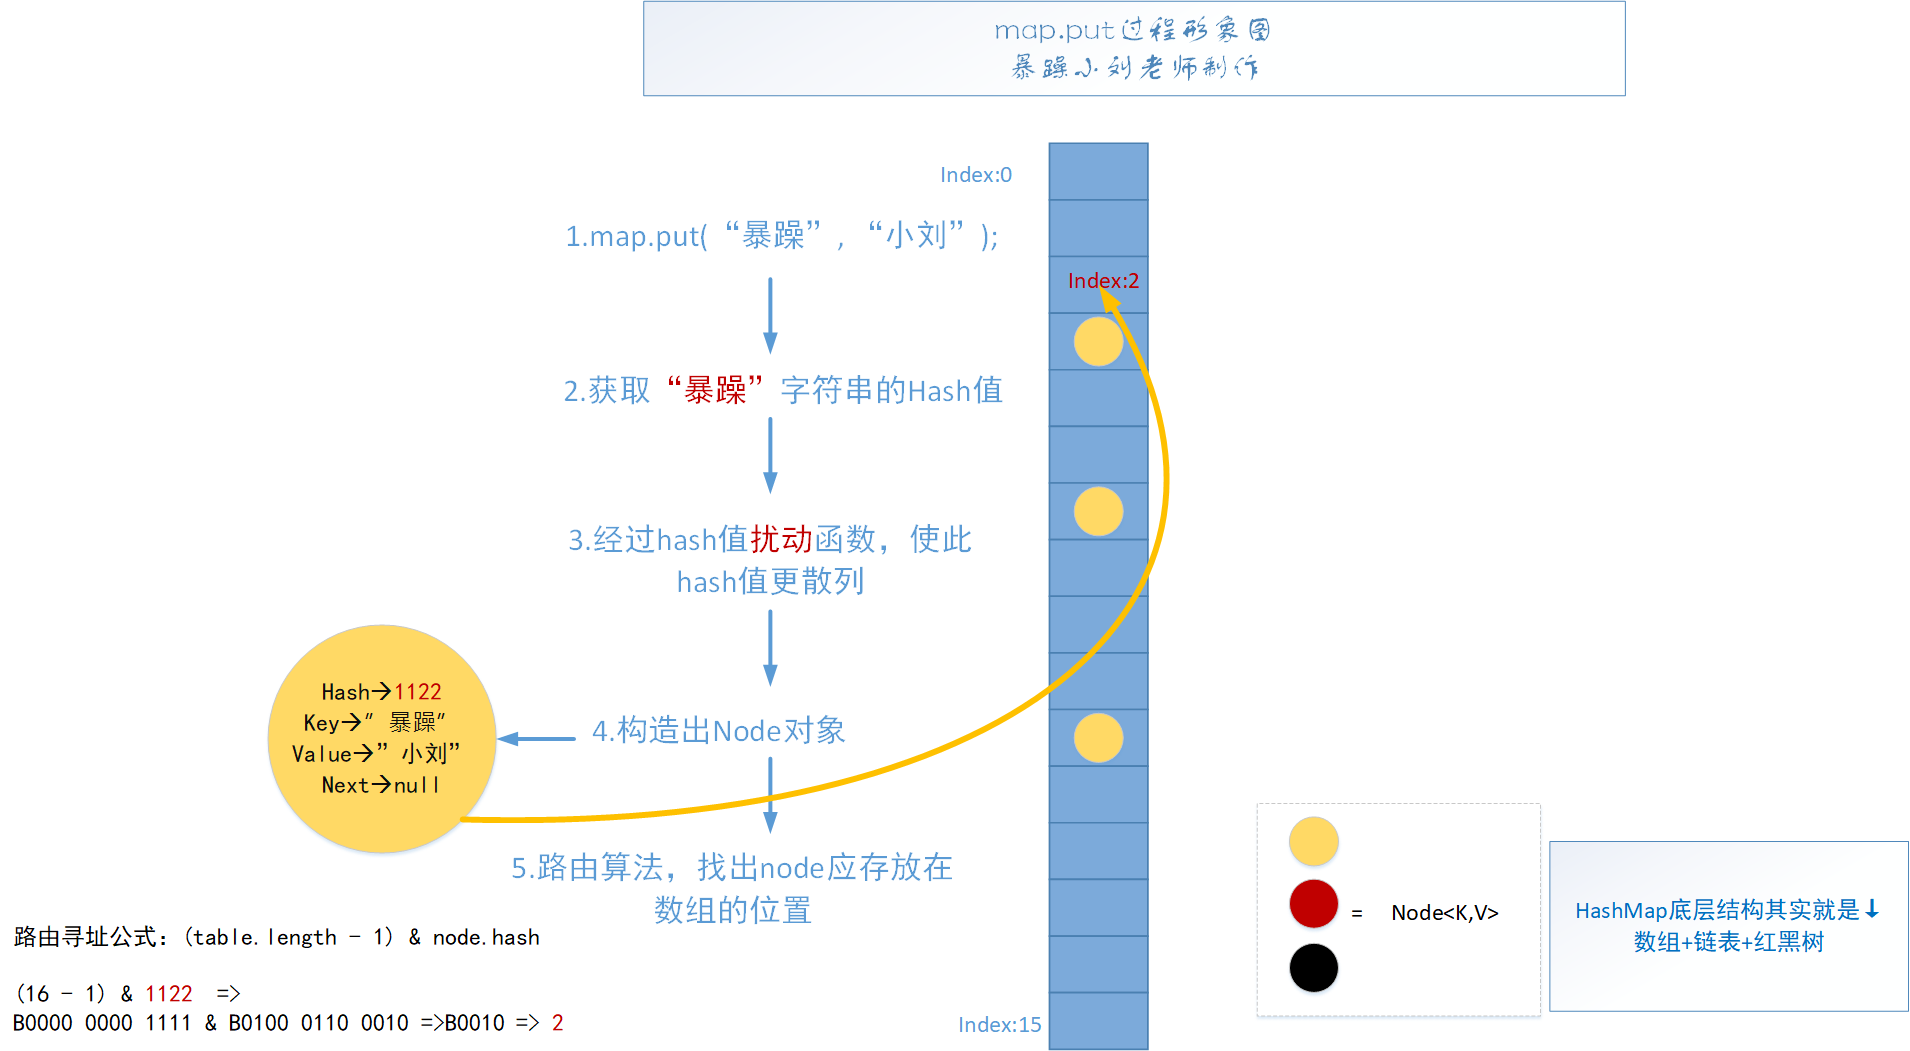 map.put过程形象图
暴躁小刘老师制作
Index:0
1.map.put(“暴躁”, “小刘”);
Index:2
2.获取“暴躁”字符串的Hash值
3.经过hash值扰动函数，使此
hash值更散列
Hash→1122
Key→”暴躁”
Value→”小刘”
Next→null
4.构造出Node对象
5.路由算法，找出node应存放在
数组的位置
路由寻址公式：(table.length - 1) & node.hash
(16 - 1) & 1122 =>
B0000 0000 1111 & B0100 0110 0010 =>B0010 => 2
Index:15
= Node<K,V>
HashMap底层结构其实就是↓
数组+链表+红黑树